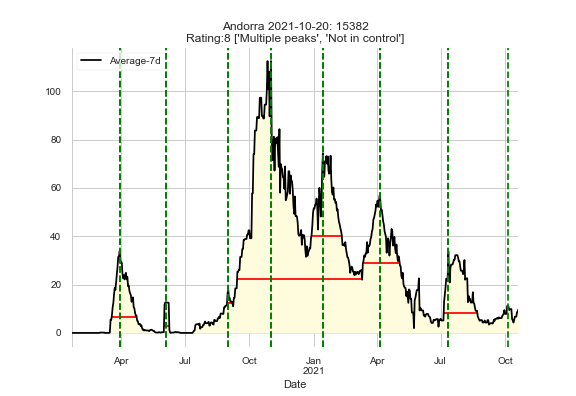 Andorra 2021-10-20: 15382
Rating:8 ['Multiple peaks', 'Not in control']
Average-7d
100
80
60
40
20
0
Apr Jul Oct Jan Apr Jul Oct
2021
Date